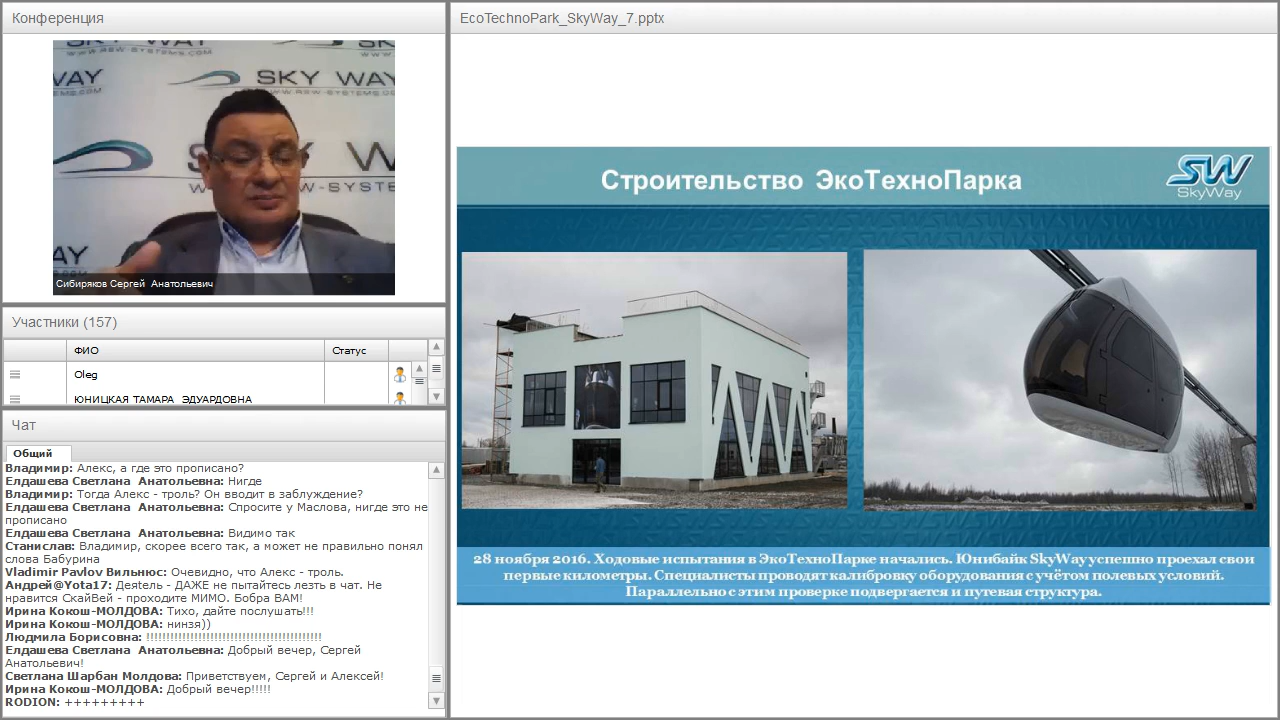 Конференция
SKY WAY
WWW.RSW-SYSTEMS.COM
SKY WAY
Сибиряков Сергей Анатольевич
Участники (157)
ФИО
Статус
Oleg
ЮНИЦКАЯ ТАМАРА ЭДУАРДОВНА
Чат
Общий
Владимир: Алекс, а где это прописано?
Елдашева Светлана Анатольевна: Нигде
Владимир: Тогда Алекс - троль? Он вводит в заблуждение?
Елдашева Светлана Анатольевна: Спросите у Маслова, нигде это не
прописано
Елдашева Светлана Анатольевна: Видимо так
Станислав: Владимир, скорее всего так, а может не правильно понял
слова Бабурина
Vladimir Pavlov Вильнюс: Очевидно, что Алекс - троль.
Андрей@Yota17: Деятель - ДАЖЕ не пытайтесь лезть в чат. Не
нравится СкайВей - проходите МИМО. Бобра ВАМ!
Ирина Кокош-МОЛДОВА: Тихо, дайте послушать!!!
Ирина Кокош-МОЛДОВА: нинзя))
Людмила Борисовна: !!!!!!!!!!!!!!!!!!!!!!!!!!!!!!!!!!!!!!!!!!!!
Елдашева Светлана Анатольевна: Добрый вечер, Сергей
Анатольевич!
Светлана Шарбан Молдова: Приветствуем, Сергей и Алексей!
Ирина Кокош-МОЛДОВА: Добрый вечер!!!!!
RODION: +++++++++
EcoTechnoPark_SkyWay_7.pptx
Строительство ЭкоТехноПарка
SW
SkyWay
28 ноября 2016. Ходовые испытания в ЭкоТехноПарке начались. Юнибайк SkyWay успешно проехал свои
первые километры. Специалисты проводят калибровку оборудования с учётом полевых условий.
Параллельно с этим проверке подвергается и путевая структура.